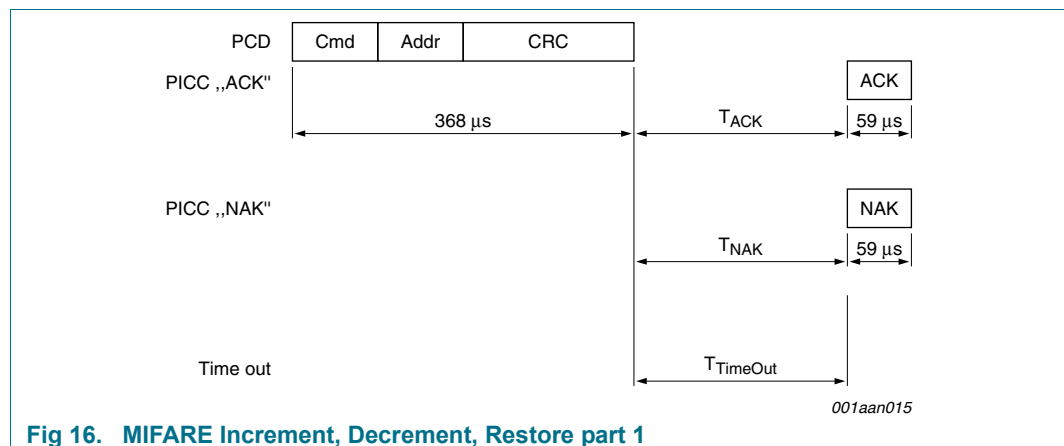 PCD Cmd Addr CRC
PICC ,,ACK" ACK
368 μs TACK 59 μs
PICC ,,NAK" NAK
TNAK 59 μs
Time out TTimeOut
001aan015
Fig 16. MIFARE Increment, Decrement, Restore part 1